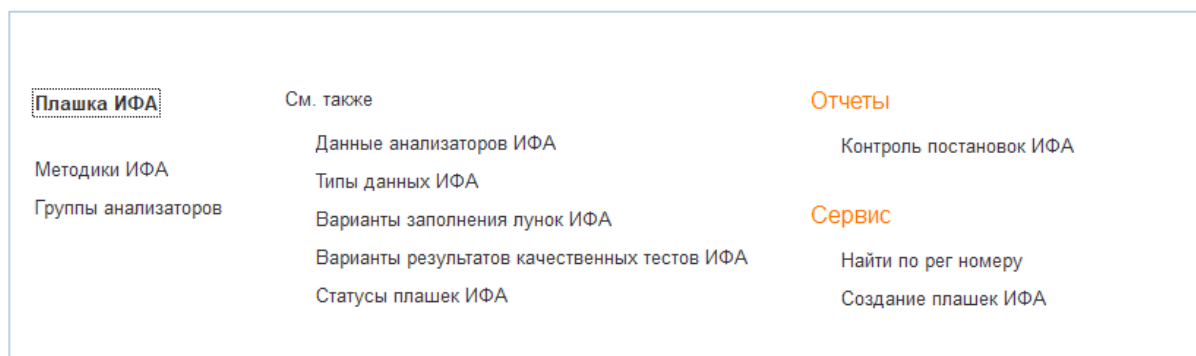 Плашка ИФА
Методики ИФА
Группы анализаторов
См. также
Данные анализаторов ИФА
Типы данных ИФА
Варианты заполнения лунок ИФА
Варианты результатов качественных тестов ИФА
Статусы плашек ИФА
Отчеты
Контроль постановок ИФА
Сервис
Найти по рег номеру
Создание плашек ИФА